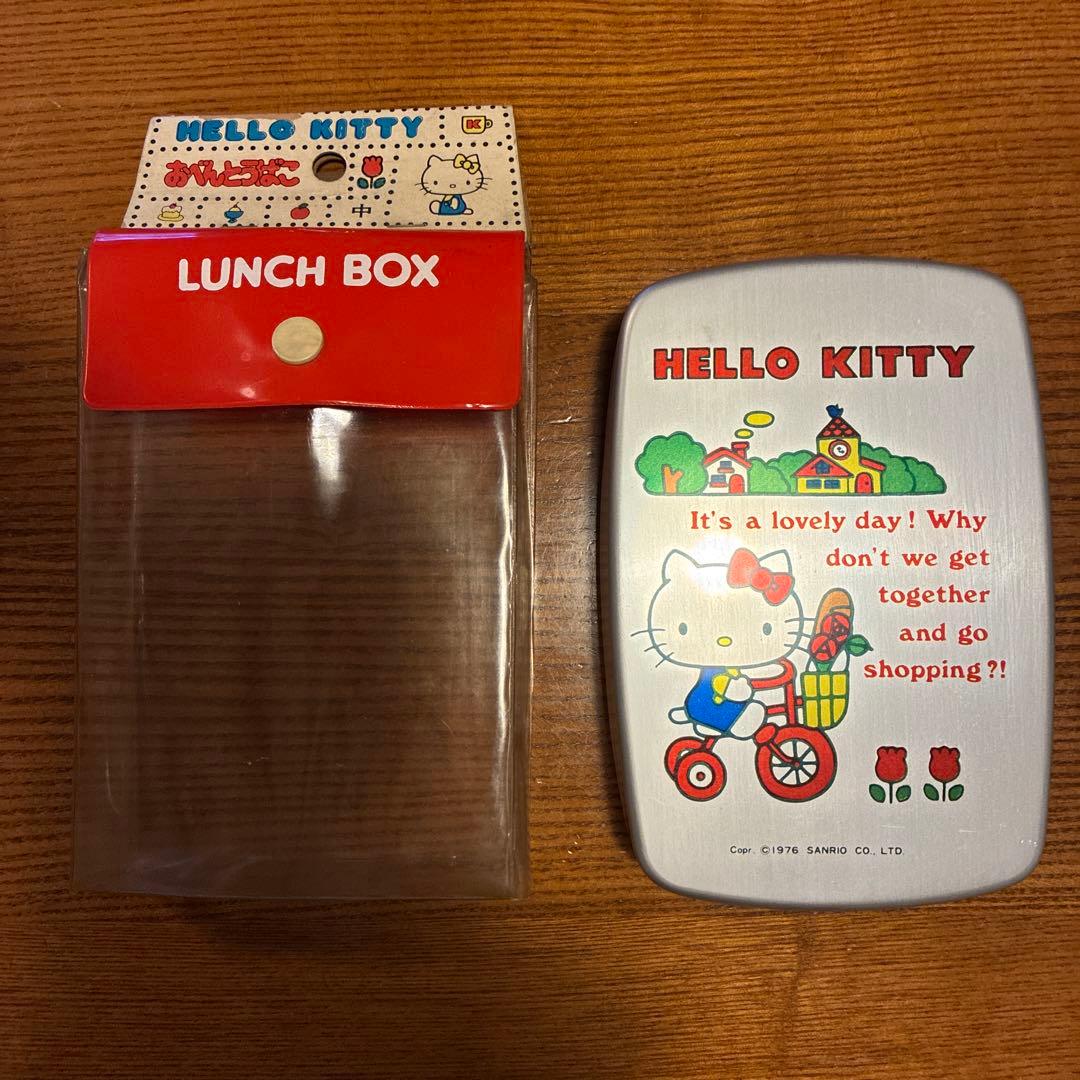 HELLO KITTY
K
おべんとうばこ
中
LUNCH BOX
HELLO KITTY
It's a lovely day! Why
don't we get
together
and go
shopping?!
Copr. ©1976 SANRIO CO., LTD.